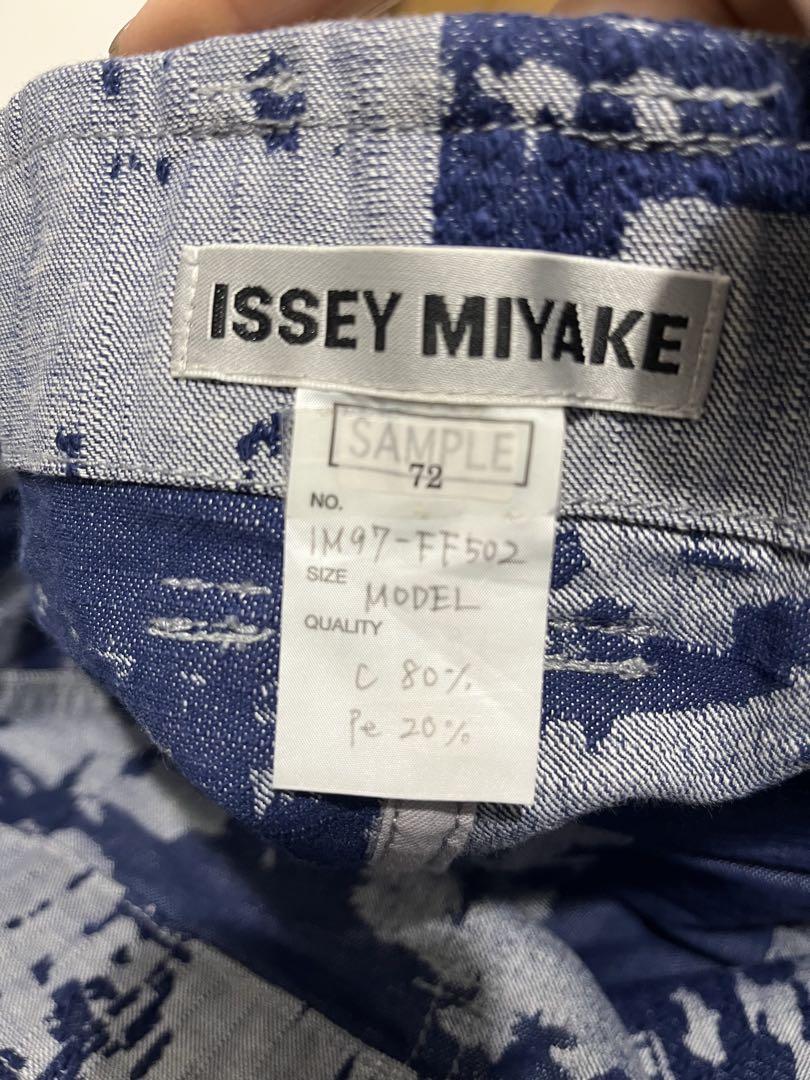 ISSEY MIYAKE
SAMPLE
72
NO.
IM97-FF502
SIZE
MODEL
QUALITY
C 80%
Pe 20%